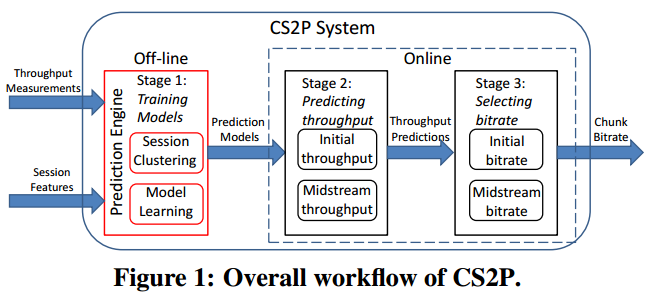 CS2P System
Off-line
Online
Throughput
Measurements
Session
Features
Prediction Engine
Stage 1:
Training
Models
Session
Clustering
Model
Learning
Prediction
Models
Stage 2:
Predicting
throughput
Initial
throughput
Midstream
throughput
Throughput
Predictions
Stage 3:
Selecting
bitrate
Initial
bitrate
Midstream
bitrate
Chunk
Bitrate
Figure 1: Overall workflow of CS2P.